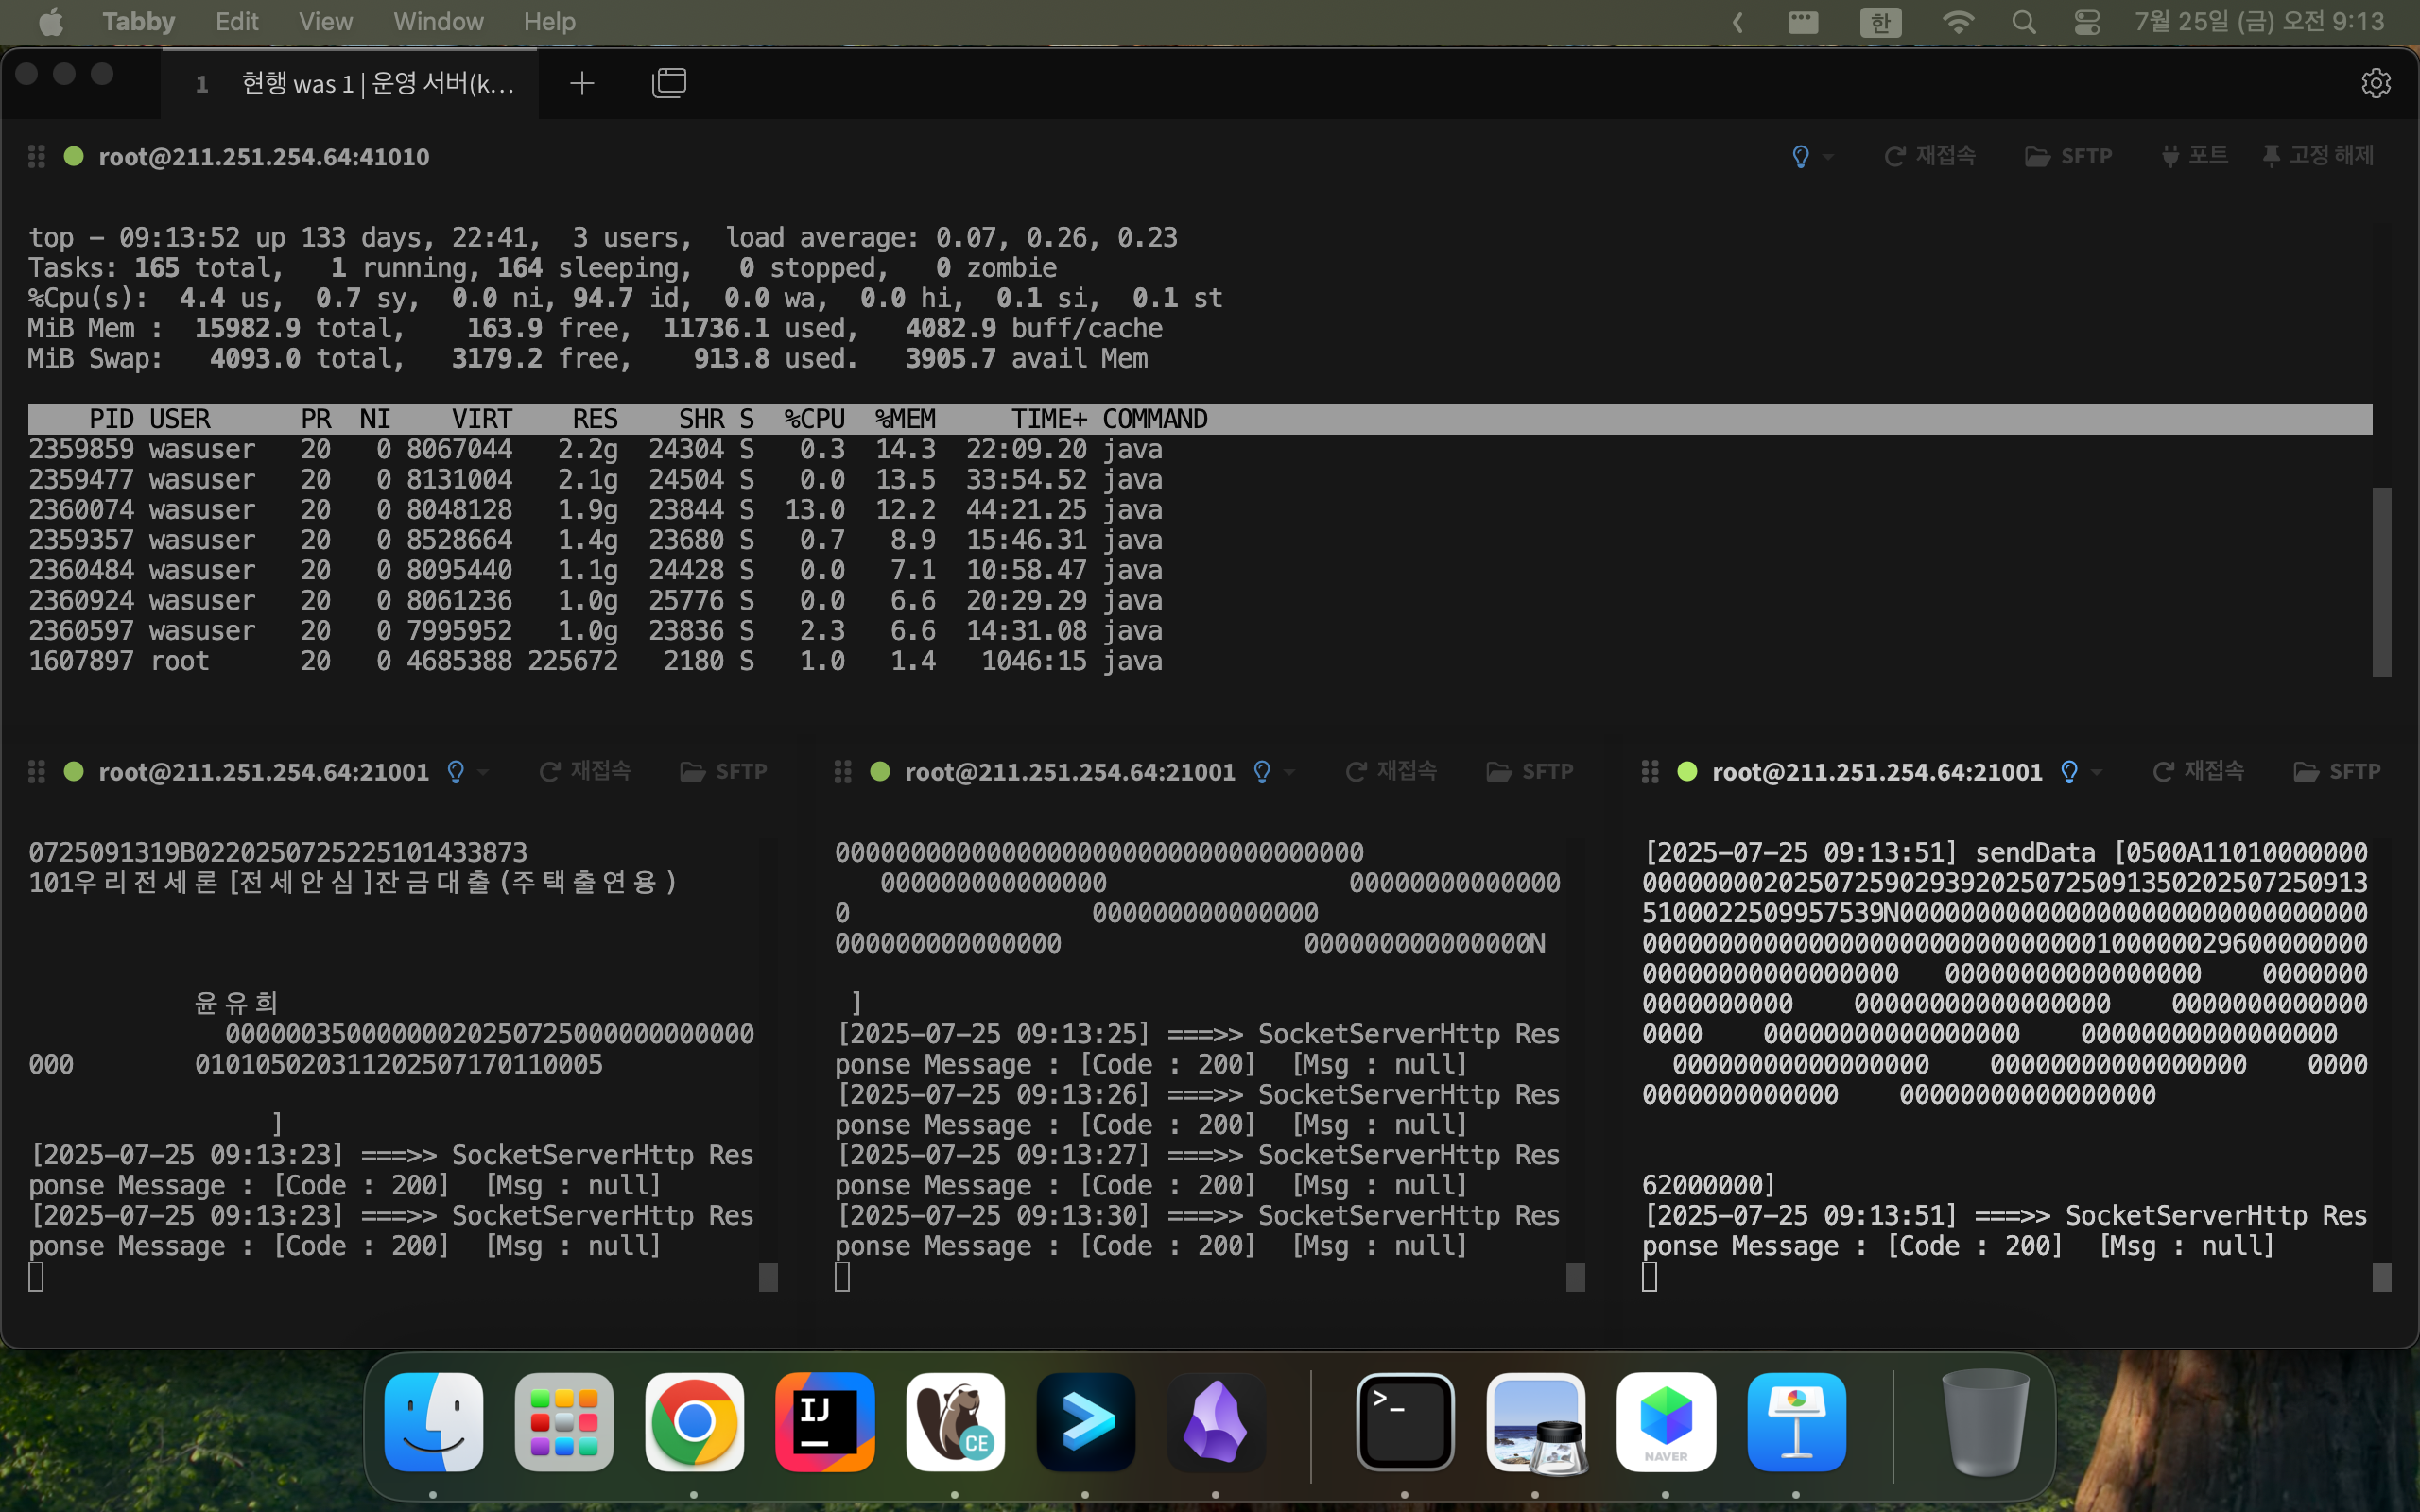 Tabby Edit View Window Help 한 7월 25일 (금) 오전 9:13
1 현행 was 1 | 운영 서버(k...
root@211.251.254.64:41010 재접속 SFTP 포트 고정 해제
top - 09:13:52 up 133 days, 22:41, 3 users, load average: 0.07, 0.26, 0.23
Tasks: 165 total, 1 running, 164 sleeping, 0 stopped, 0 zombie
%Cpu(s): 4.4 us, 0.7 sy, 0.0 ni, 94.7 id, 0.0 wa, 0.0 hi, 0.1 si, 0.1 st
MiB Mem : 15982.9 total, 163.9 free, 11736.1 used, 4082.9 buff/cache
MiB Swap: 4093.0 total, 3179.2 free, 913.8 used. 3905.7 avail Mem
PID USER PR NI VIRT RES SHR S %CPU %MEM TIME+ COMMAND
2359859 wasuser 20 0 8067044 2.2g 24304 S 0.3 14.3 22:09.20 java
2359477 wasuser 20 0 8131004 2.1g 24504 S 0.0 13.5 33:54.52 java
2360074 wasuser 20 0 8048128 1.9g 23844 S 13.0 12.2 44:21.25 java
2359357 wasuser 20 0 8528664 1.4g 23680 S 0.7 8.9 15:46.31 java
2360484 wasuser 20 0 8095440 1.1g 24428 S 0.0 7.1 10:58.47 java
2360924 wasuser 20 0 8061236 1.0g 25776 S 0.0 6.6 20:29.29 java
2360597 wasuser 20 0 7995952 1.0g 23836 S 2.3 6.6 14:31.08 java
1607897 root 20 0 4685388 225672 2180 S 1.0 1.4 1046:15 java
root@211.251.254.64:21001 재접속 SFTP
0725091319B0220250725225101433873
101우리전세론[전세안심]잔금대출(주택출연용)
윤유희
00000035000000020250725000000000000
000 010105020311202507170110005
]
[2025-07-25 09:13:23] ===>> SocketServerHttp Res
ponse Message : [Code : 200] [Msg : null]
[2025-07-25 09:13:23] ===>> SocketServerHttp Res
ponse Message : [Code : 200] [Msg : null]
root@211.251.254.64:21001 재접속 SFTP
00000000000000000000000000000000000
000000000000000 00000000000000
0 000000000000000
000000000000000 000000000000000N
]
[2025-07-25 09:13:25] ===>> SocketServerHttp Res
ponse Message : [Code : 200] [Msg : null]
[2025-07-25 09:13:26] ===>> SocketServerHttp Res
ponse Message : [Code : 200] [Msg : null]
[2025-07-25 09:13:27] ===>> SocketServerHttp Res
ponse Message : [Code : 200] [Msg : null]
[2025-07-25 09:13:30] ===>> SocketServerHttp Res
ponse Message : [Code : 200] [Msg : null]
root@211.251.254.64:21001 재접속 SFTP
[2025-07-25 09:13:51] sendData [0500A11010000000
000000002025072590293920250725091350202507250913
5100022509957539N0000000000000000000000000000000
000000000000000000000000000000100000029600000000
00000000000000000 00000000000000000 0000000
0000000000 00000000000000000 0000000000000
0000 00000000000000000 00000000000000000
00000000000000000 00000000000000000 0000
0000000000000 00000000000000000
62000000]
[2025-07-25 09:13:51] ===>> SocketServerHttp Res
ponse Message : [Code : 200] [Msg : null]
IJ
CE
>_
NAVER